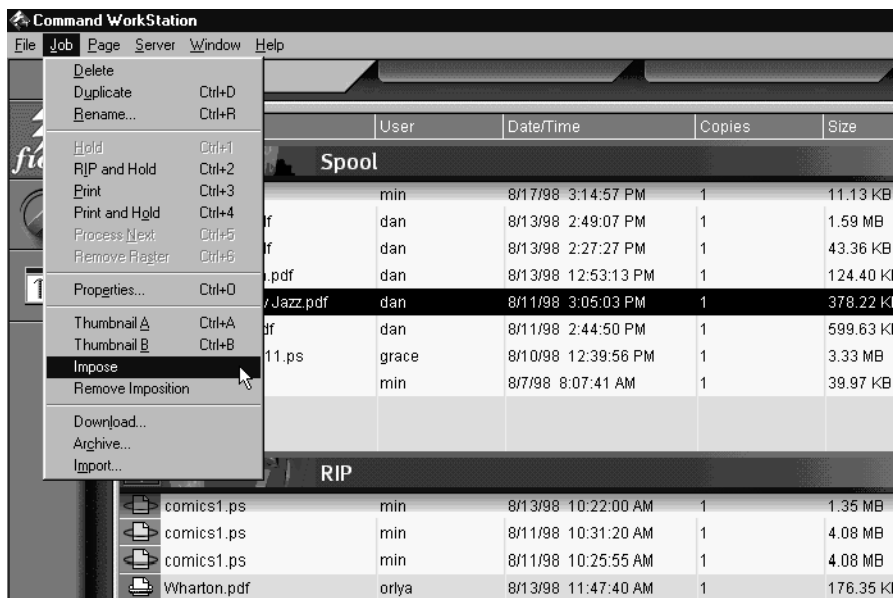 Command WorkStation
File Job Page Server Window Help
Delete
Duplicate Ctrl+D
Rename... Ctrl+R
Hold Ctrl+1
RIP and Hold Ctrl+2
Print Ctrl+3
Print and Hold Ctrl+4
Process Next Ctrl+5
Remove Raster Ctrl+6
Properties... Ctrl+O
Thumbnail A Ctrl+A
Thumbnail B Ctrl+B
Impose
Remove Imposition
Download...
Archive...
Import...
User Date/Time Copies Size
Spool
min 8/17/98 3:14:57 PM 1 11.13 KB
dan 8/13/98 2:49:07 PM 1 1.59 MB
dan 8/13/98 2:27:27 PM 1 43.36 KB
.pdf dan 8/13/98 12:53:13 PM 1 124.40 K
Jazz.pdf dan 8/11/98 3:05:03 PM 1 378.22 K
dan 8/11/98 2:44:50 PM 1 599.63 K
11.ps grace 8/10/98 12:39:56 PM 1 3.33 MB
min 8/7/98 8:07:41 AM 1 39.97 KB
RIP
comics1.ps min 8/13/98 10:22:00 AM 1 1.35 MB
comics1.ps min 8/11/98 10:31:20 AM 1 4.08 MB
comics1.ps min 8/11/98 10:25:55 AM 1 4.08 MB
Wharton.pdf orlya 8/13/98 11:47:40 AM 1 176.35 K